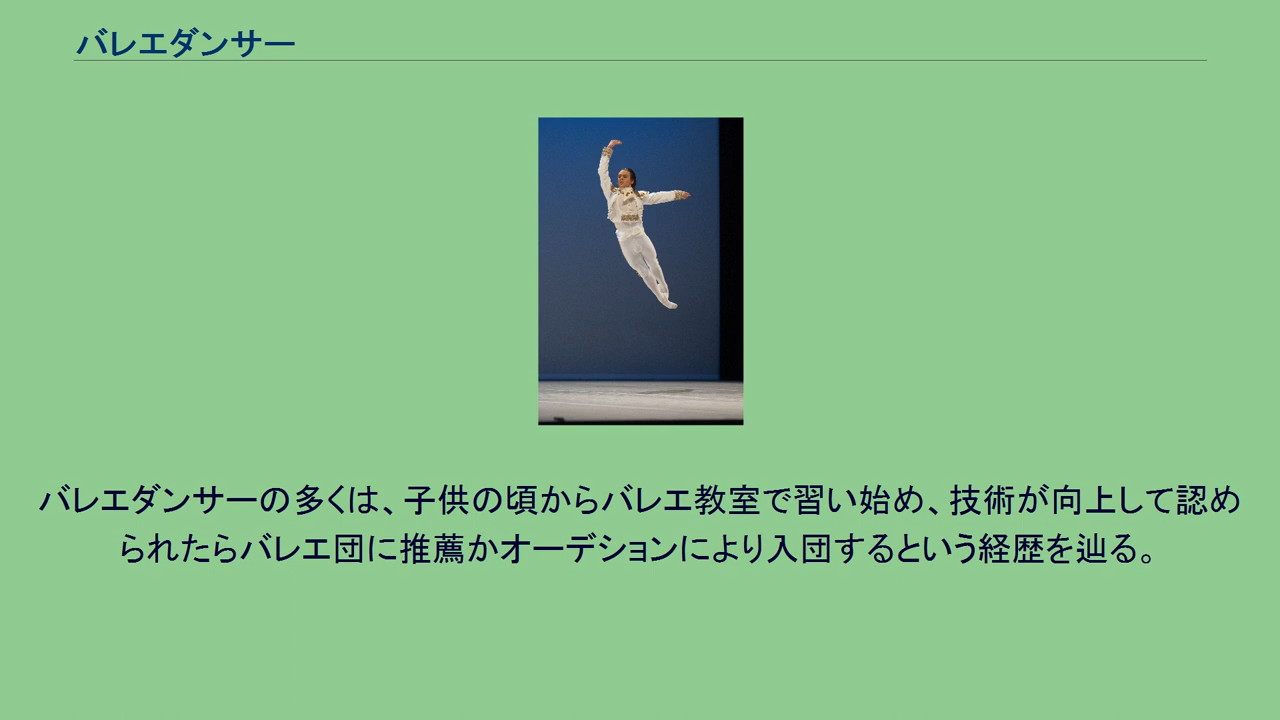 バレエダンサー
バレエダンサーの多くは、子供の頃からバレエ教室で習い始め、技術が向上して認め
られたらバレエ団に推薦かオーデションにより入団するという経歴を辿る。